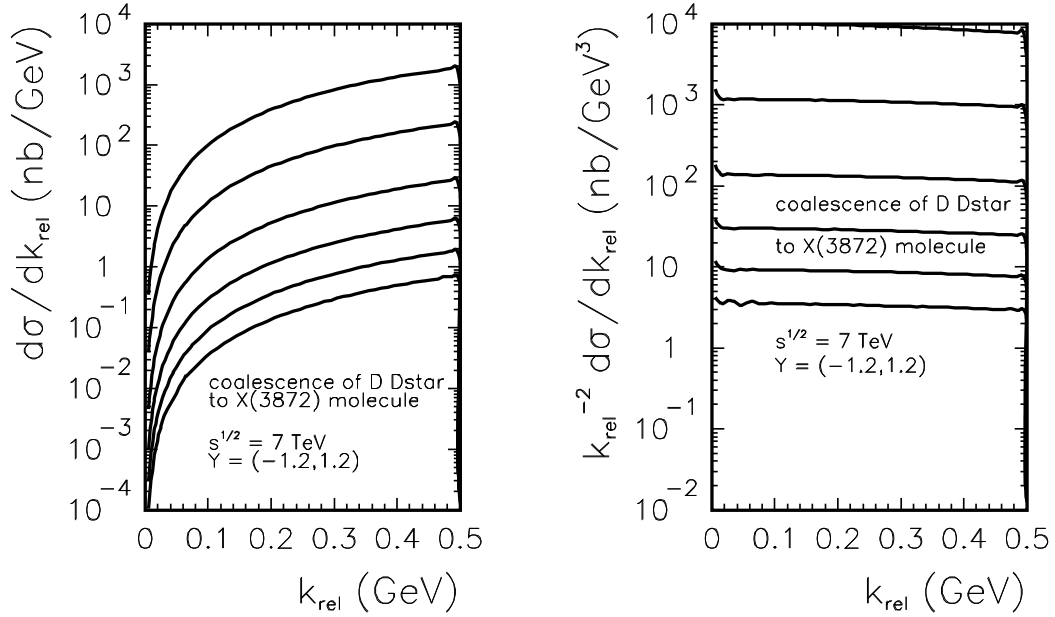 dσ/dk_rel (nb/GeV)
10^4
10^3
10^2
10
1
10^-1
10^-2
10^-3
10^-4
coalescence of D Dstar
to X(3872) molecule
s^1/2 = 7 TeV
Y = (-1.2,1.2)
0 0.1 0.2 0.3 0.4 0.5
k_rel (GeV)
k_rel^-2 dσ/dk_rel (nb/GeV^3)
10^4
10^3
10^2
10
1
10^-1
10^-2
coalescence of D Dstar
to X(3872) molecule
s^1/2 = 7 TeV
Y = (-1.2,1.2)
0 0.1 0.2 0.3 0.4 0.5
k_rel (GeV)